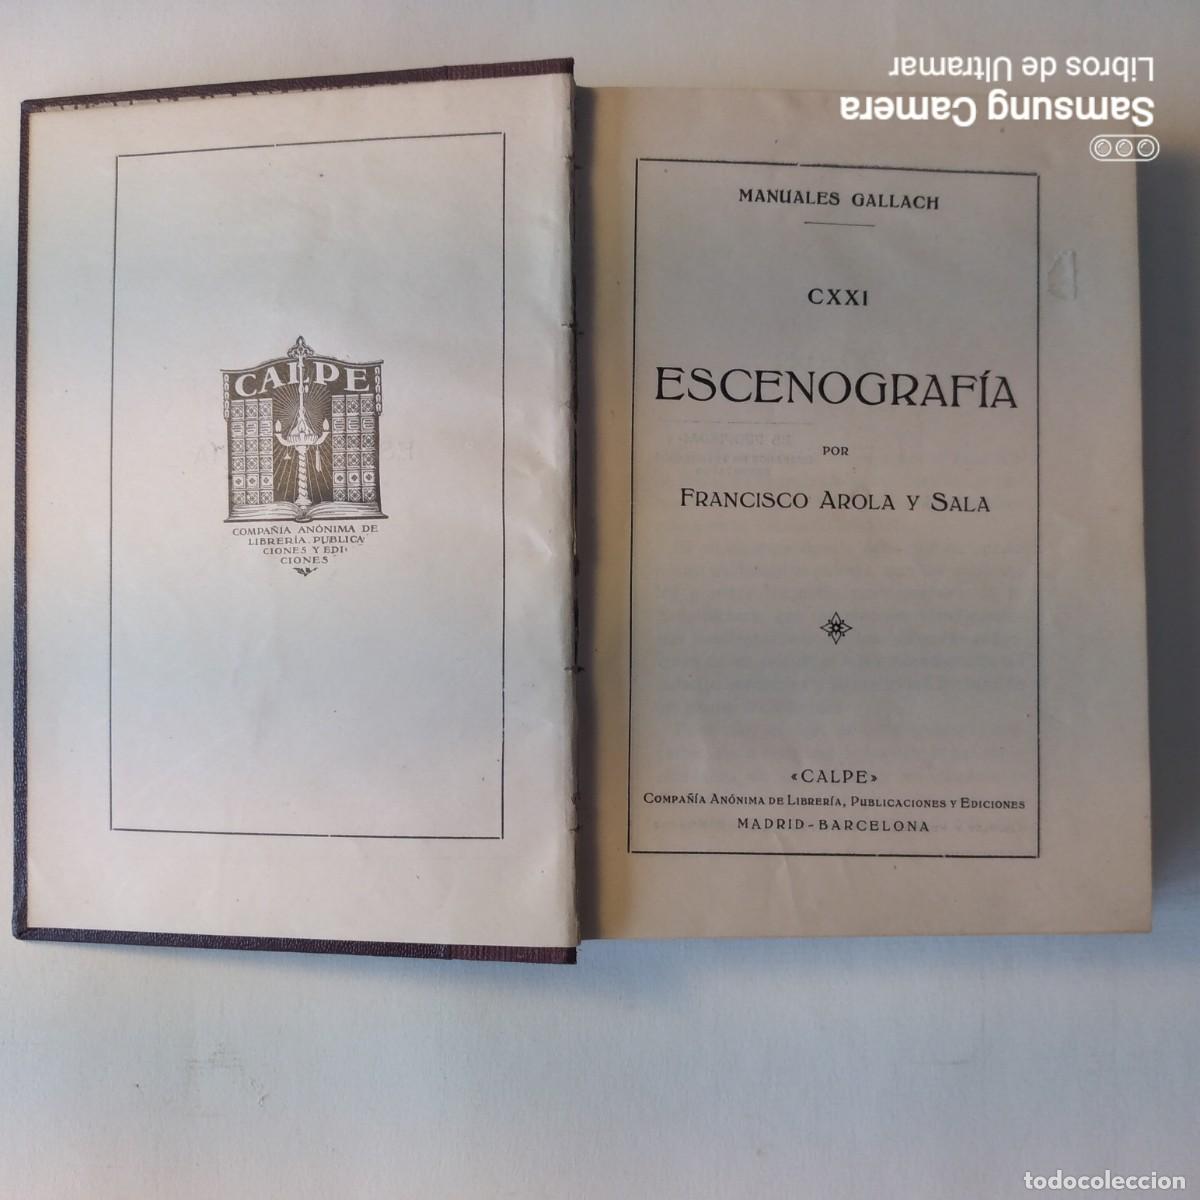 Samsung Camera
Libros de Ultramar
CALPE
COMPAÑIA ANÓNIMA DE
LIBRERÍA. PUBLICA
CIONES Y EDI-
CIONES
MANUALES GALLACH
CXXI
ESCENOGRAFÍA
POR
FRANCISCO AROLA Y SALA
«CALPE»
COMPAÑÍA ANÓNIMA DE LIBRERÍA, PUBLICACIONES Y EDICIONES
MADRID-BARCELONA
todocoleccion